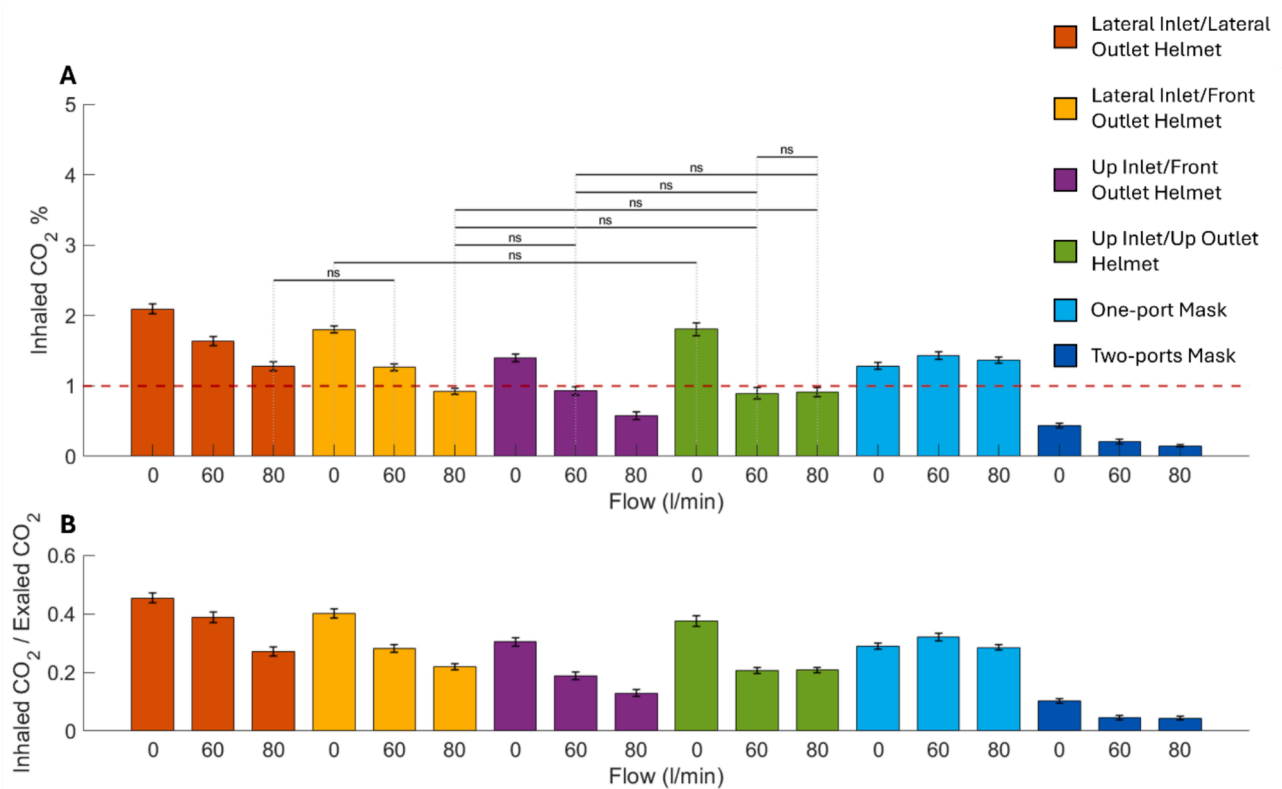 A
Inhaled CO2 %
5
4
3
2
1
0
ns
ns
ns
ns
ns
ns
ns
ns
0 60 80 0 60 80 0 60 80 0 60 80 0 60 80 0 60 80
Flow (l/min)
Lateral Inlet/Lateral
Outlet Helmet
Lateral Inlet/Front
Outlet Helmet
Up Inlet/Front
Outlet Helmet
Up Inlet/Up Outlet
Helmet
One-port Mask
Two-ports Mask
B
Inhaled CO2 / Exaled CO2
0.6
0.4
0.2
0
0 60 80 0 60 80 0 60 80 0 60 80 0 60 80 0 60 80
Flow (l/min)